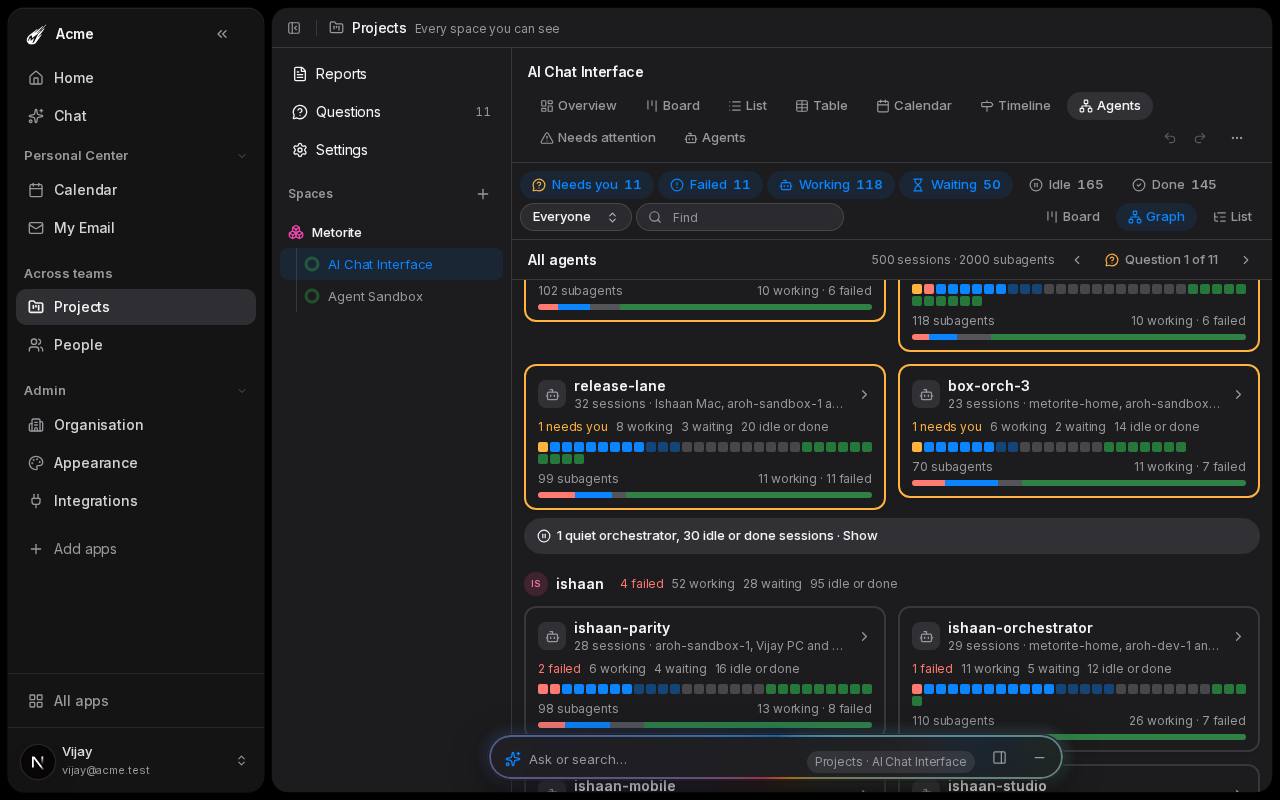 Acme
Home
Chat
Personal Center
Calendar
My Email
Across teams
Projects
People
Admin
Organisation
Appearance
Integrations
Add apps
All apps
N
Vijay
vijay@acme.test
Projects Every space you can see
Reports
Questions 11
Settings
Spaces
Metorite
AI Chat Interface
Agent Sandbox
AI Chat Interface
Overview Board List Table Calendar Timeline Agents
Needs attention Agents
Needs you 11 Failed 11 Working 118 Waiting 50 Idle 165 Done 145
Everyone Find Board Graph List
All agents 500 sessions · 2000 subagents Question 1 of 11
102 subagents 10 working · 6 failed
118 subagents 10 working · 6 failed
release-lane
32 sessions · Ishaan Mac, aroh-sandbox-1 a…
1 needs you 8 working 3 waiting 20 idle or done
99 subagents 11 working · 11 failed
box-orch-3
23 sessions · metorite-home, aroh-sandbox…
1 needs you 6 working 2 waiting 14 idle or done
70 subagents 11 working · 7 failed
1 quiet orchestrator, 30 idle or done sessions · Show
IS ishaan 4 failed 52 working 28 waiting 95 idle or done
ishaan-parity
28 sessions · aroh-sandbox-1, Vijay PC and …
2 failed 6 working 4 waiting 16 idle or done
98 subagents 13 working · 8 failed
ishaan-orchestrator
29 sessions · metorite-home, aroh-dev-1 an…
1 failed 11 working 5 waiting 12 idle or done
110 subagents 26 working · 7 failed
Ask or search… Projects · AI Chat Interface
ishaan-mobile ishaan-studio